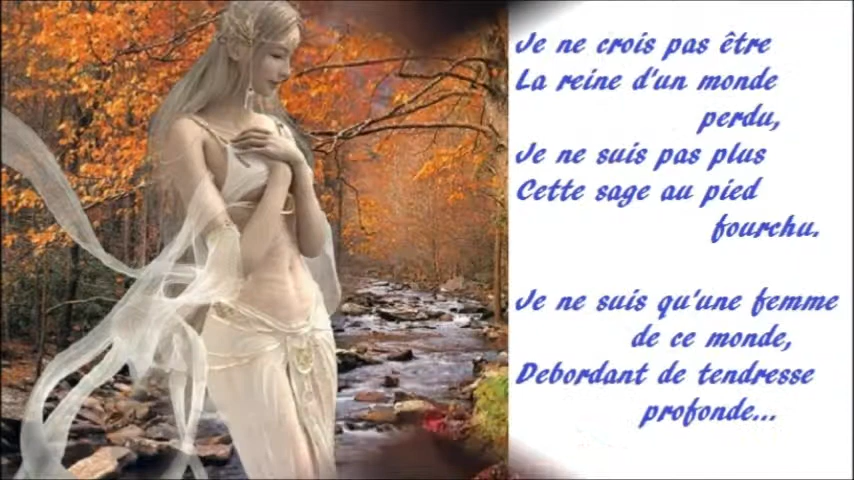 Je ne crois pas être
La reine d'un monde
perdu,
Je ne suis pas plus
Cette sage au pied
fourchu.
Je ne suis qu'une femme
de ce monde,
Debordant de tendresse
profonde...